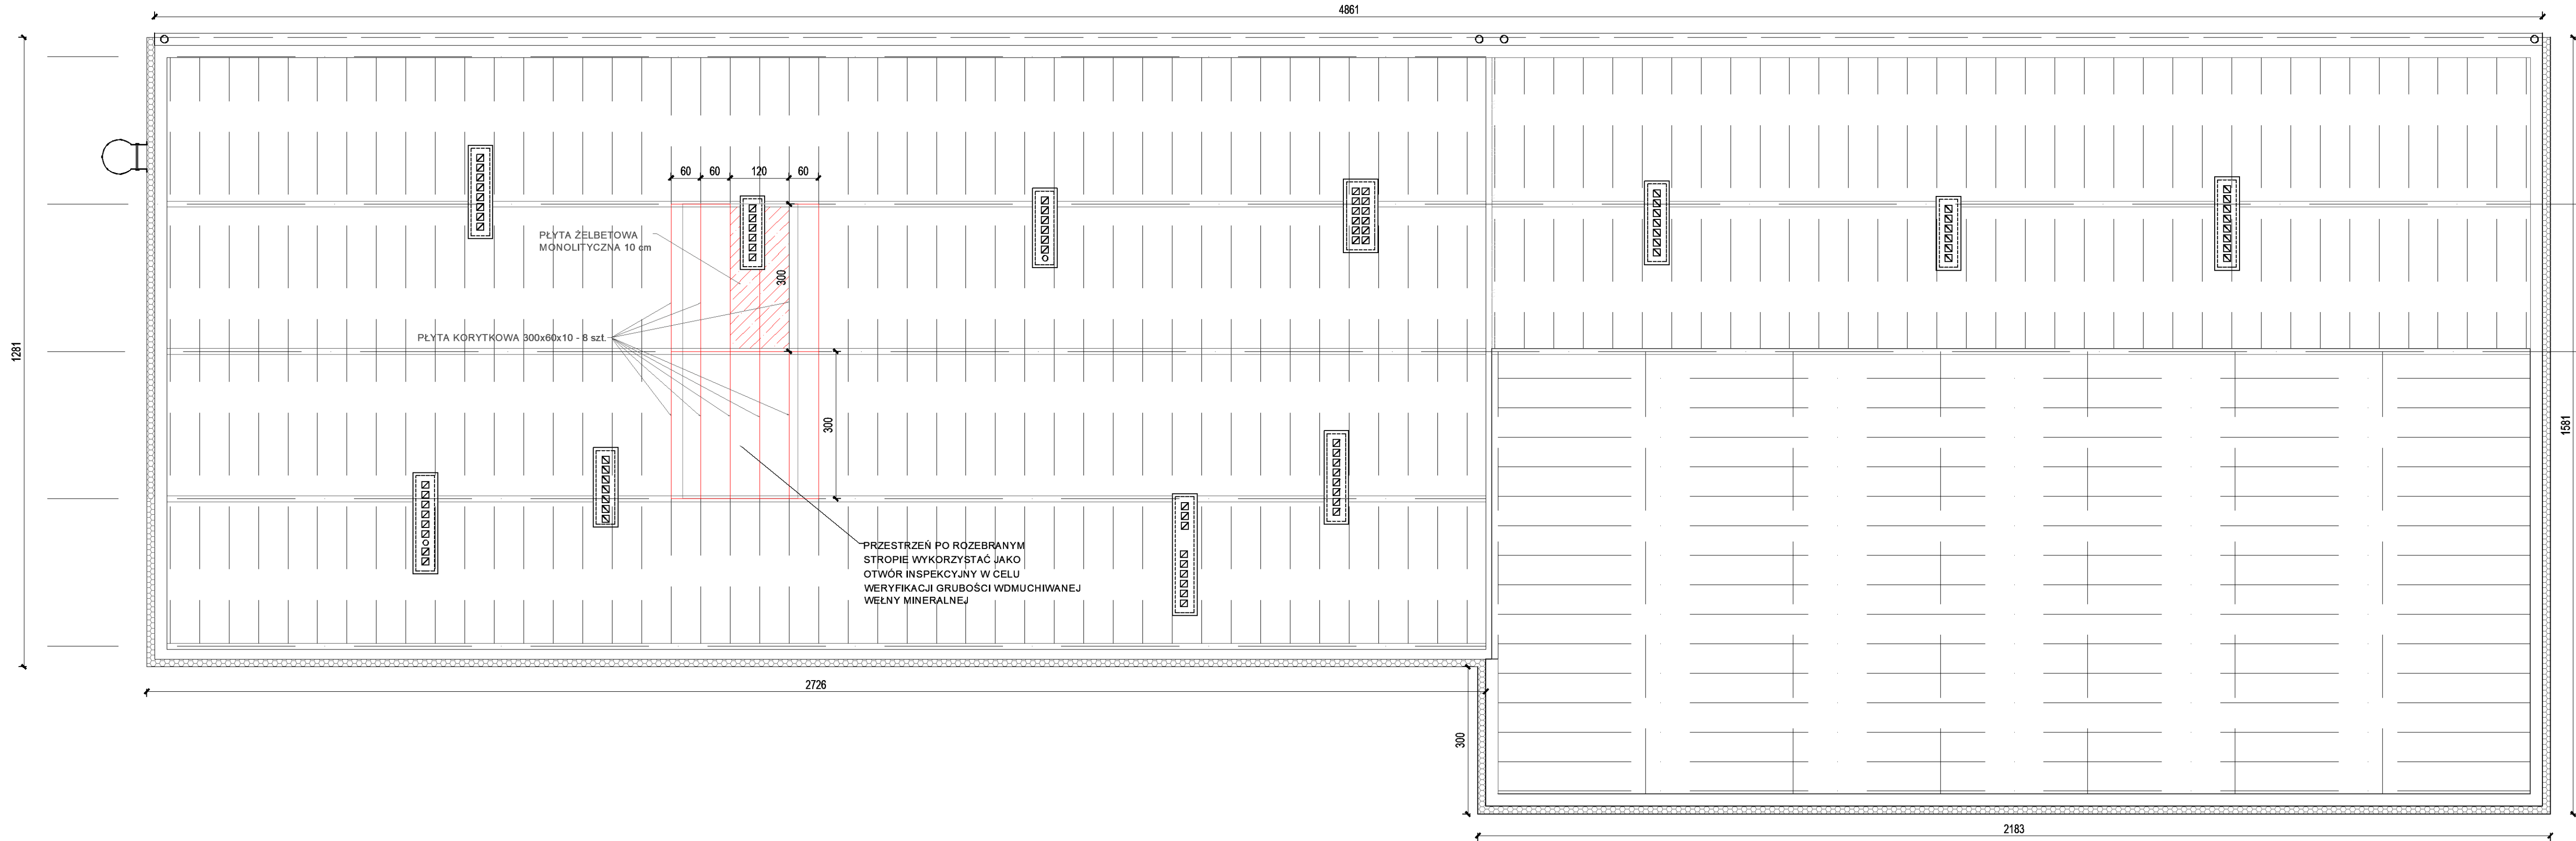 4861
60
60
120
60
PŁYTA ŻELBETOWA
MONOLITYCZNA 10 cm
300
PŁYTA KORYTKOWA 300x60x10 - 8 szt.
1281
300
1581
PRZESTRZEŃ PO ROZEBRANYM
STROPIE WYKORZYSTAĆ JAKO
OTWÓR INSPEKCYJNY W CELU
WERYFIKACJI GRUBOŚCI WDMUCHIWANEJ
WEŁNY MINERALNEJ
2726
300
2183